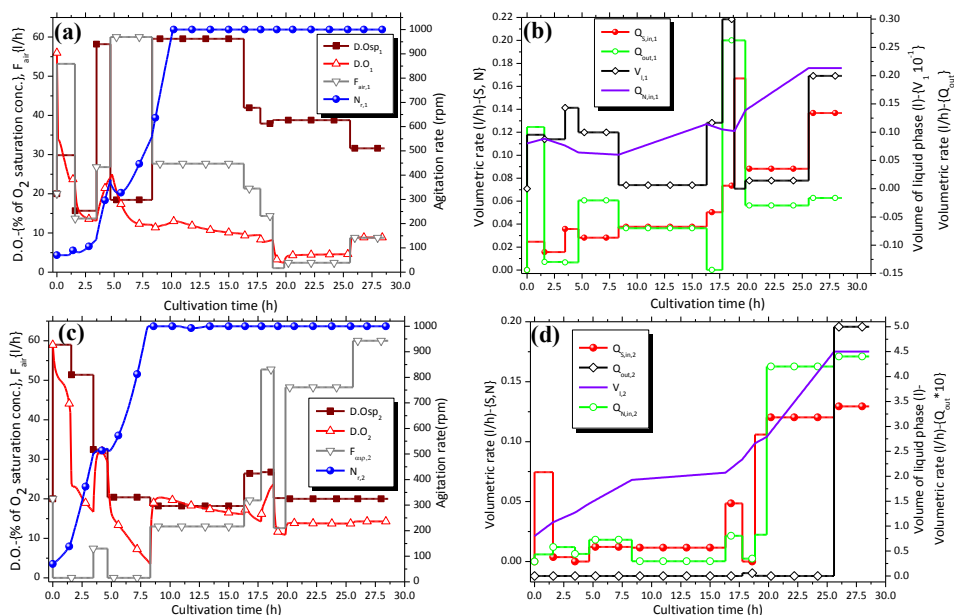 (a)
D.O.-{% of O2 saturation conc.}, Fair{l/h}
60
50
40
30
20
10
0
D.Osp1
D.O1
Fair,1
Nr,1
1100
1000
900
800
700
600
500
400
300
200
100
0
Agitation rate(rpm)
0.0 2.5 5.0 7.5 10.0 12.5 15.0 17.5 20.0 22.5 25.0 27.5 30.0
Cultivation time (h)
(b)
Volumetric rate (l/h)-{S, N}
0.22
0.20
0.18
0.16
0.14
0.12
0.10
0.08
0.06
0.04
0.02
0.00
QS,in,1
Qout,1
Vl,1
QN,in,1
0.30
0.25
0.20
0.15
0.10
0.05
0.00
-0.05
-0.10
-0.15
Volume of liquid phase (l)-{V1 10-1}
Volumetric rate (l/h)-{Qout}
0.0 2.5 5.0 7.5 10.0 12.5 15.0 17.5 20.0 22.5 25.0 27.5 30.0
Cultivation time (h)
(c)
D.O.-{% of O2 saturation conc.}, Fair{l/h}
60
50
40
30
20
10
0
D.Osp2
D.O2
Nr,2
1000
900
800
700
600
500
400
300
200
100
0
Agitation rate(rpm)
0.0 2.5 5.0 7.5 10.0 12.5 15.0 17.5 20.0 22.5 25.0 27.5 30.0
Cultivation time (h)
(d)
Volumetric rate (l/h)-{S,N}
0.20
0.15
0.10
0.05
0.00
QS,in,2
Qout,2
Vl,2
QN,in,2
5.0
4.5
4.0
3.5
3.0
2.5
2.0
1.5
1.0
0.5
0.0
Volume of liquid phase (l)-
Volumetric rate (l/h)-{Qout *10}
0.0 2.5 5.0 7.5 10.0 12.5 15.0 17.5 20.0 22.5 25.0 27.5 30.0
Cultivation time (h)